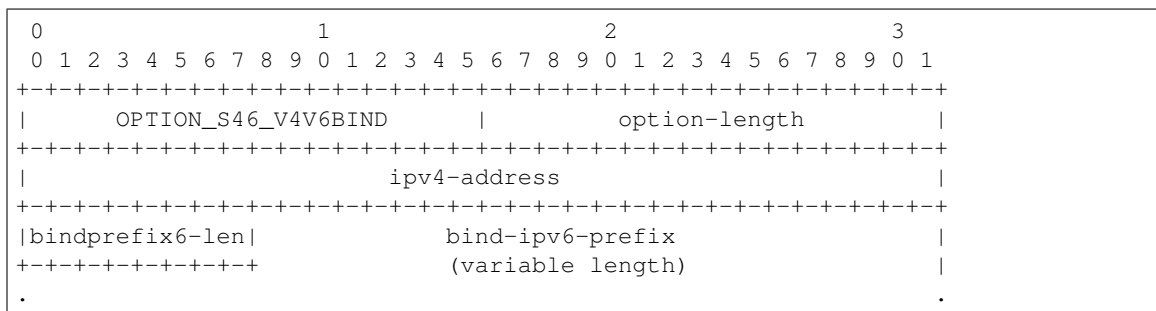 0                   1                   2                   3
 0 1 2 3 4 5 6 7 8 9 0 1 2 3 4 5 6 7 8 9 0 1 2 3 4 5 6 7 8 9 0 1
+-+-+-+-+-+-+-+-+-+-+-+-+-+-+-+-+-+-+-+-+-+-+-+-+-+-+-+-+-+-+-+-+
|      OPTION_S46_V4V6BIND      |         option-length         |
+-+-+-+-+-+-+-+-+-+-+-+-+-+-+-+-+-+-+-+-+-+-+-+-+-+-+-+-+-+-+-+-+
|                         ipv4-address                          |
+-+-+-+-+-+-+-+-+-+-+-+-+-+-+-+-+-+-+-+-+-+-+-+-+-+-+-+-+-+-+-+-+
|bindprefix6-len|             bind-ipv6-prefix                  |
+-+-+-+-+-+-+-+-+             (variable length)                 |
.                                                               .